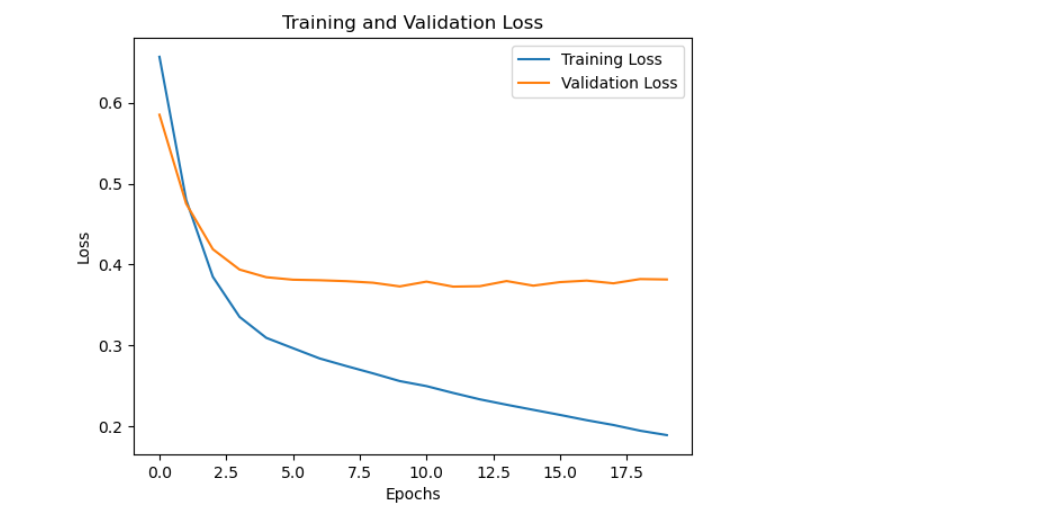 Training and Validation Loss
Training Loss
Validation Loss
0.6
0.5
0.4
0.3
0.2
Loss
0.0 2.5 5.0 7.5 10.0 12.5 15.0 17.5
Epochs